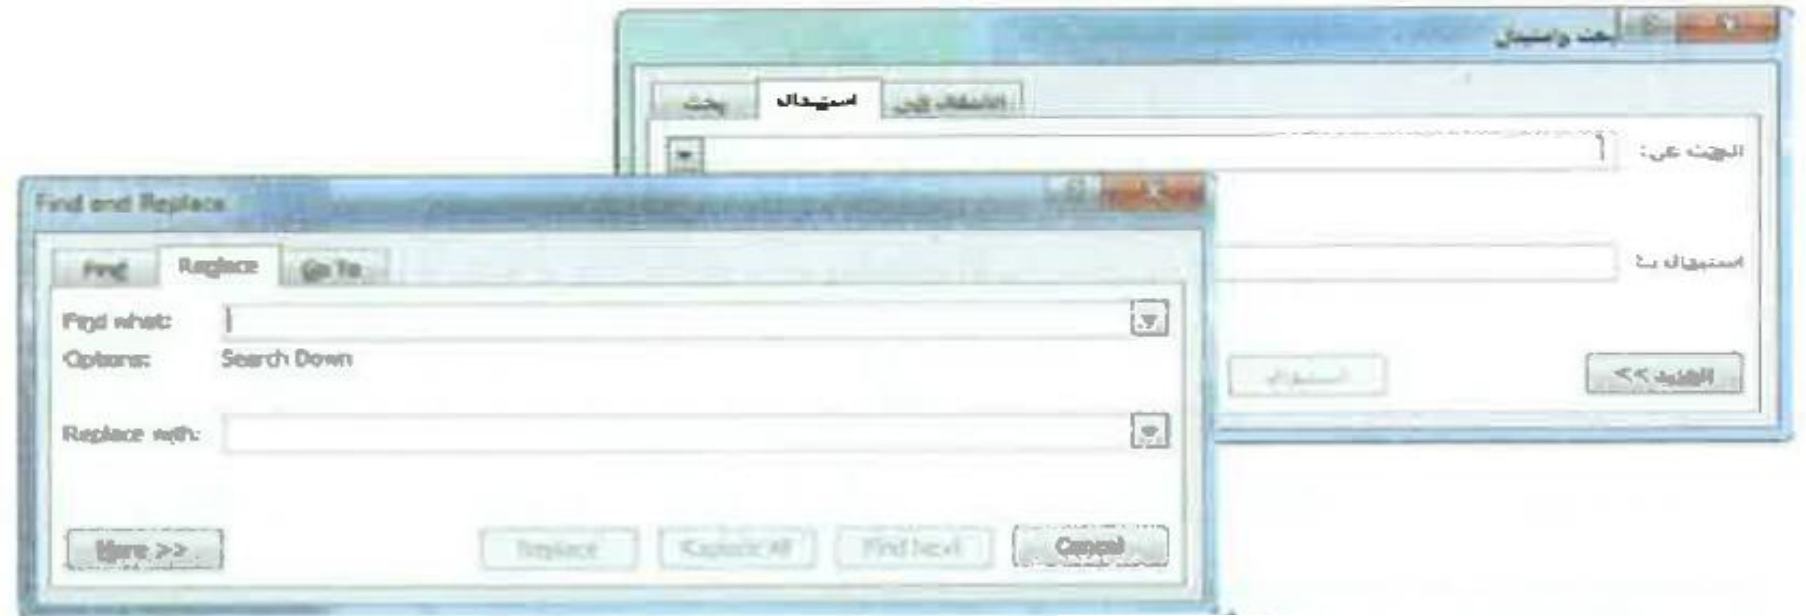 بحث واستبدال
بحث استبدال الانتقال إلى
البحث عن:
استبدال بـ:
استبدال
المزيد >>
Find and Replace
Find Replace Go To
Find what:
Options: Search Down
Replace with:
More >> Replace Replace All Find Next Cancel